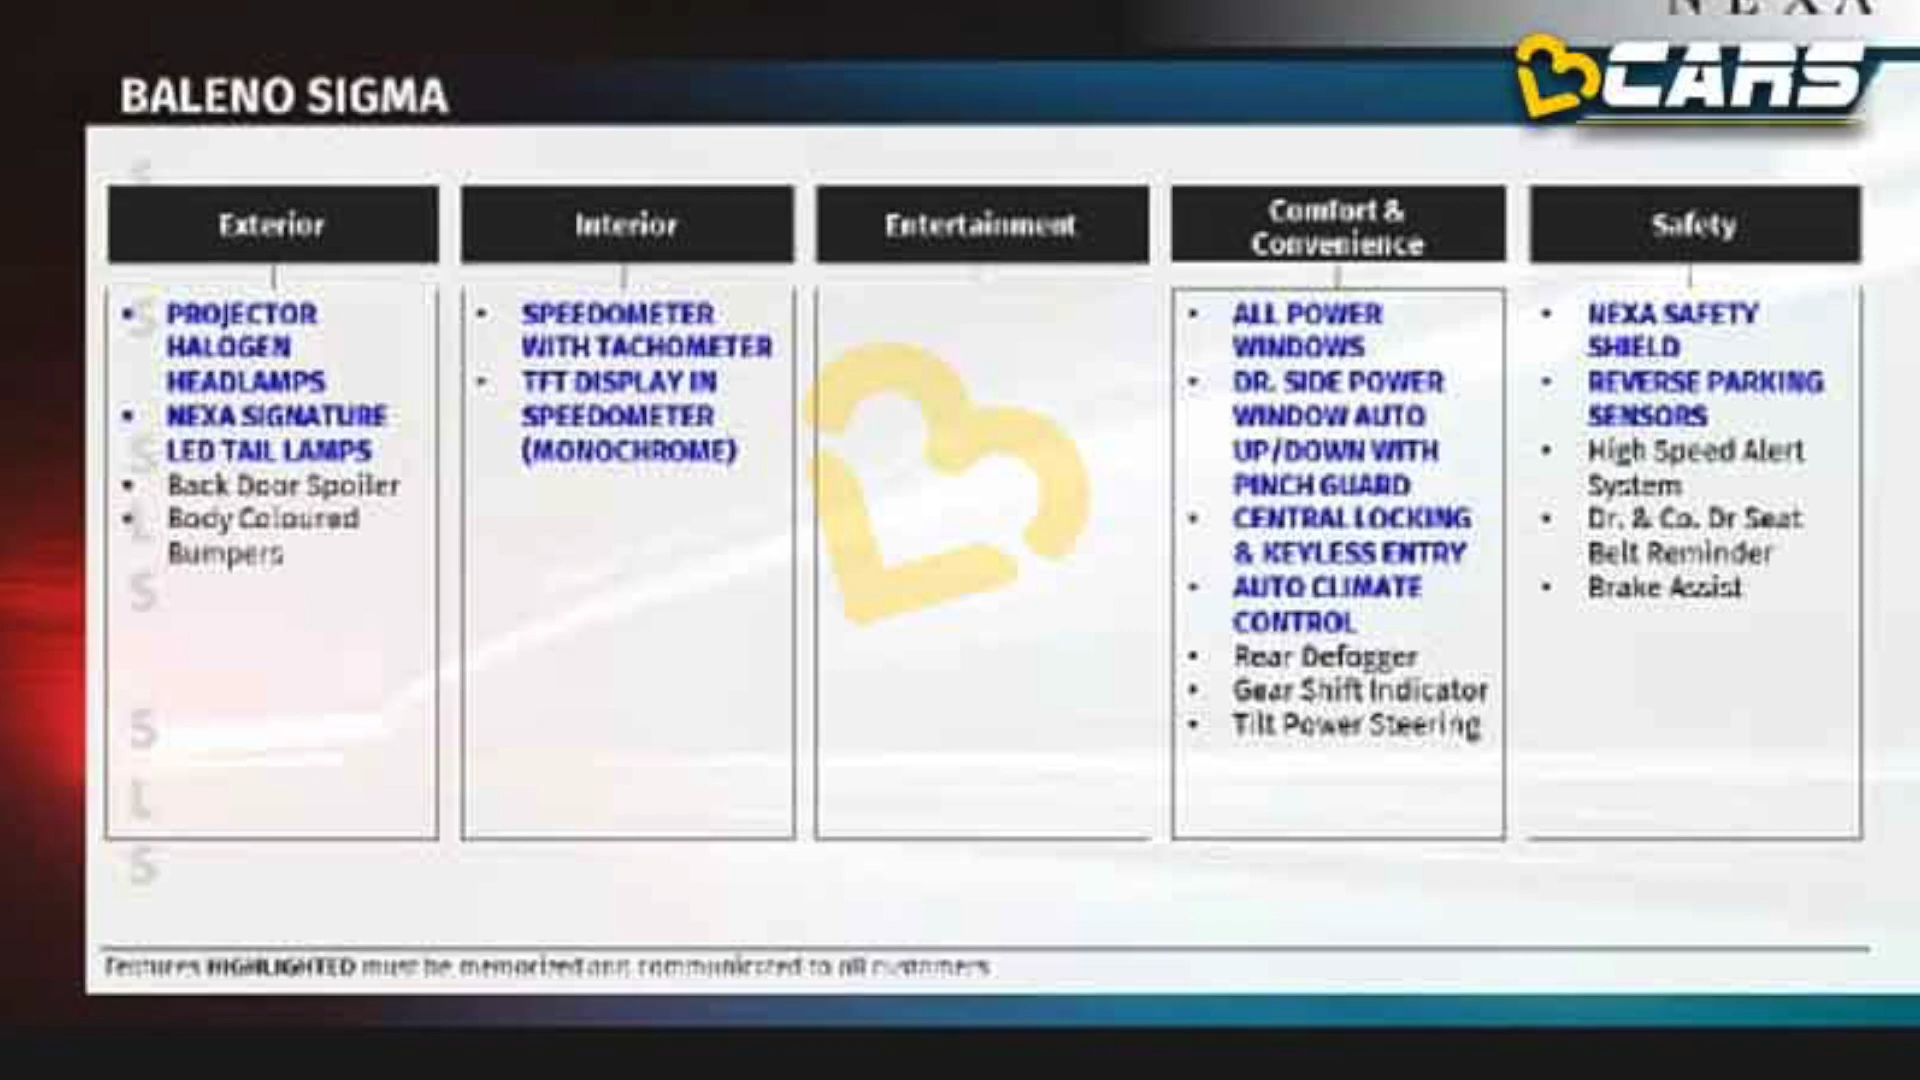 NEXA
CARS
BALENO SIGMA
Exterior
Interior
Entertainment
Comfort &
Convenience
Safety
• PROJECTOR
HALOGEN
HEADLAMPS
• NEXA SIGNATURE
LED TAIL LAMPS
• Back Door Spoiler
• Body Coloured
Bumpers
• SPEEDOMETER
WITH TACHOMETER
• TFT DISPLAY IN
SPEEDOMETER
(MONOCHROME)
• ALL POWER
WINDOWS
• DR. SIDE POWER
WINDOW AUTO
UP/DOWN WITH
PINCH GUARD
• CENTRAL LOCKING
& KEYLESS ENTRY
• AUTO CLIMATE
CONTROL
• Rear Defogger
• Gear Shift Indicator
• Tilt Power Steering
• NEXA SAFETY
SHIELD
• REVERSE PARKING
SENSORS
• High Speed Alert
System
• Dr. & Co. Dr Seat
Belt Reminder
• Brake Assist
S
S
S
L
S
S
L
S
Features HIGHLIGHTED must be memorized and communicated to all customers